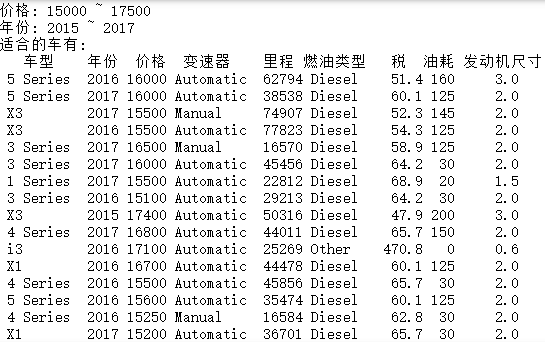 价格: 15000 ~ 17500
年份: 2015 ~ 2017
适合的车有:
车型 年份 价格 变速器 里程 燃油类型 税 油耗 发动机尺寸
5 Series 2016 16000 Automatic 62794 Diesel 51.4 160 3.0
5 Series 2017 16000 Automatic 38538 Diesel 60.1 125 2.0
X3 2017 15500 Manual 74907 Diesel 52.3 145 2.0
X3 2016 15500 Automatic 77823 Diesel 54.3 125 2.0
3 Series 2017 16500 Manual 16570 Diesel 58.9 125 2.0
3 Series 2017 16000 Automatic 45456 Diesel 64.2 30 2.0
1 Series 2017 15500 Automatic 22812 Diesel 68.9 20 1.5
3 Series 2016 15100 Automatic 29213 Diesel 64.2 30 2.0
X3 2015 17400 Automatic 50316 Diesel 47.9 200 3.0
4 Series 2017 16800 Automatic 44011 Diesel 65.7 150 2.0
i3 2016 17100 Automatic 25269 Other 470.8 0 0.6
X1 2016 16700 Automatic 44478 Diesel 60.1 125 2.0
4 Series 2016 15500 Automatic 45856 Diesel 65.7 30 2.0
5 Series 2016 15600 Automatic 35474 Diesel 60.1 125 2.0
4 Series 2016 15250 Manual 16584 Diesel 62.8 30 2.0
X1 2017 15200 Automatic 36701 Diesel 65.7 30 2.0